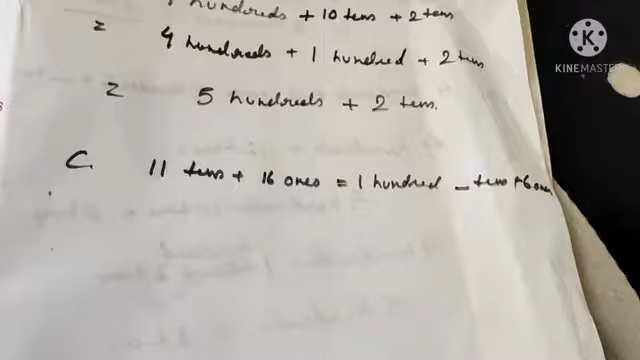 hundreds + 10 tens + 2 tens
= 4 hundreds + 1 hundred + 2 tens
= 5 hundreds + 2 tens.
C. 11 tens + 16 ones = 1 hundred _ tens + 6 ones
K
KINEMASTER